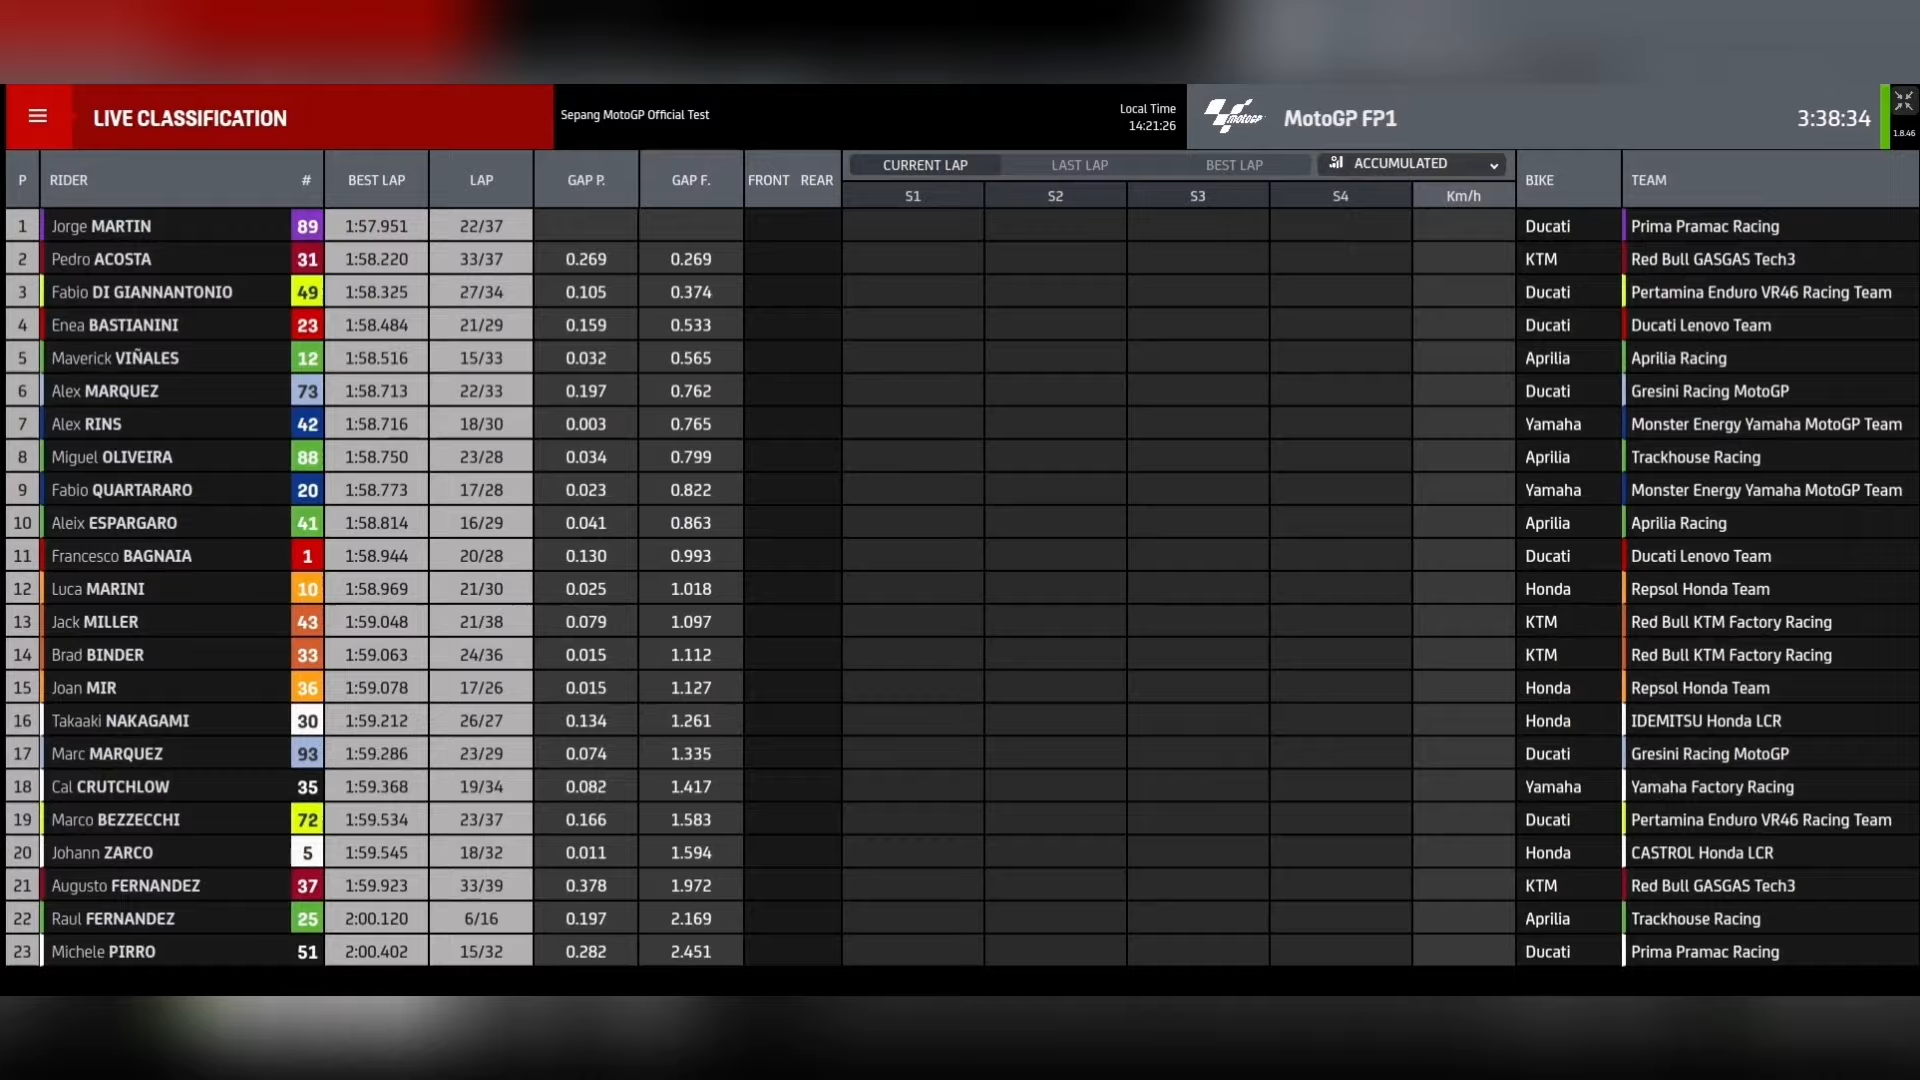 LIVE CLASSIFICATION
Sepang MotoGP Official Test
Local Time
14:21:26
motoGP
MotoGP FP1
3:38:34
1.8.46
P RIDER # BEST LAP LAP GAP P. GAP F. FRONT REAR CURRENT LAP LAST LAP BEST LAP ACCUMULATED BIKE TEAM
S1 S2 S3 S4 Km/h
1 Jorge MARTIN 89 1:57.951 22/37 Ducati Prima Pramac Racing
2 Pedro ACOSTA 31 1:58.220 33/37 0.269 0.269 KTM Red Bull GASGAS Tech3
3 Fabio DI GIANNANTONIO 49 1:58.325 27/34 0.105 0.374 Ducati Pertamina Enduro VR46 Racing Team
4 Enea BASTIANINI 23 1:58.484 21/29 0.159 0.533 Ducati Ducati Lenovo Team
5 Maverick VIÑALES 12 1:58.516 15/33 0.032 0.565 Aprilia Aprilia Racing
6 Alex MARQUEZ 73 1:58.713 22/33 0.197 0.762 Ducati Gresini Racing MotoGP
7 Alex RINS 42 1:58.716 18/30 0.003 0.765 Yamaha Monster Energy Yamaha MotoGP Team
8 Miguel OLIVEIRA 88 1:58.750 23/28 0.034 0.799 Aprilia Trackhouse Racing
9 Fabio QUARTARARO 20 1:58.773 17/28 0.023 0.822 Yamaha Monster Energy Yamaha MotoGP Team
10 Aleix ESPARGARO 41 1:58.814 16/29 0.041 0.863 Aprilia Aprilia Racing
11 Francesco BAGNAIA 1 1:58.944 20/28 0.130 0.993 Ducati Ducati Lenovo Team
12 Luca MARINI 10 1:58.969 21/30 0.025 1.018 Honda Repsol Honda Team
13 Jack MILLER 43 1:59.048 21/38 0.079 1.097 KTM Red Bull KTM Factory Racing
14 Brad BINDER 33 1:59.063 24/36 0.015 1.112 KTM Red Bull KTM Factory Racing
15 Joan MIR 36 1:59.078 17/26 0.015 1.127 Honda Repsol Honda Team
16 Takaaki NAKAGAMI 30 1:59.212 26/27 0.134 1.261 Honda IDEMITSU Honda LCR
17 Marc MARQUEZ 93 1:59.286 23/29 0.074 1.335 Ducati Gresini Racing MotoGP
18 Cal CRUTCHLOW 35 1:59.368 19/34 0.082 1.417 Yamaha Yamaha Factory Racing
19 Marco BEZZECCHI 72 1:59.534 23/37 0.166 1.583 Ducati Pertamina Enduro VR46 Racing Team
20 Johann ZARCO 5 1:59.545 18/32 0.011 1.594 Honda CASTROL Honda LCR
21 Augusto FERNANDEZ 37 1:59.923 33/39 0.378 1.972 KTM Red Bull GASGAS Tech3
22 Raul FERNANDEZ 25 2:00.120 6/16 0.197 2.169 Aprilia Trackhouse Racing
23 Michele PIRRO 51 2:00.402 15/32 0.282 2.451 Ducati Prima Pramac Racing